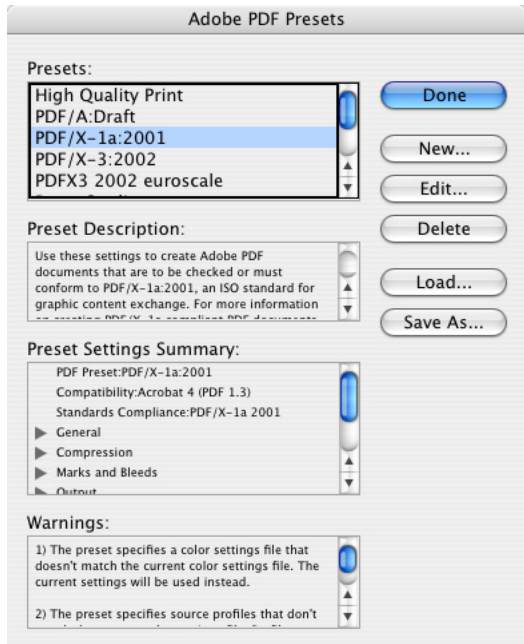 Adobe PDF Presets
Presets:
High Quality Print
PDF/A:Draft
PDF/X-1a:2001
PDF/X-3:2002
PDFX3 2002 euroscale
Done
New...
Edit...
Delete
Load...
Save As...
Preset Description:
Use these settings to create Adobe PDF
documents that are to be checked or must
conform to PDF/X-1a:2001, an ISO standard for
graphic content exchange. For more information
Preset Settings Summary:
PDF Preset:PDF/X-1a:2001
Compatibility:Acrobat 4 (PDF 1.3)
Standards Compliance:PDF/X-1a 2001
General
Compression
Marks and Bleeds
Output
Warnings:
1) The preset specifies a color settings file that
doesn't match the current color settings file. The
current settings will be used instead.
2) The preset specifies source profiles that don't